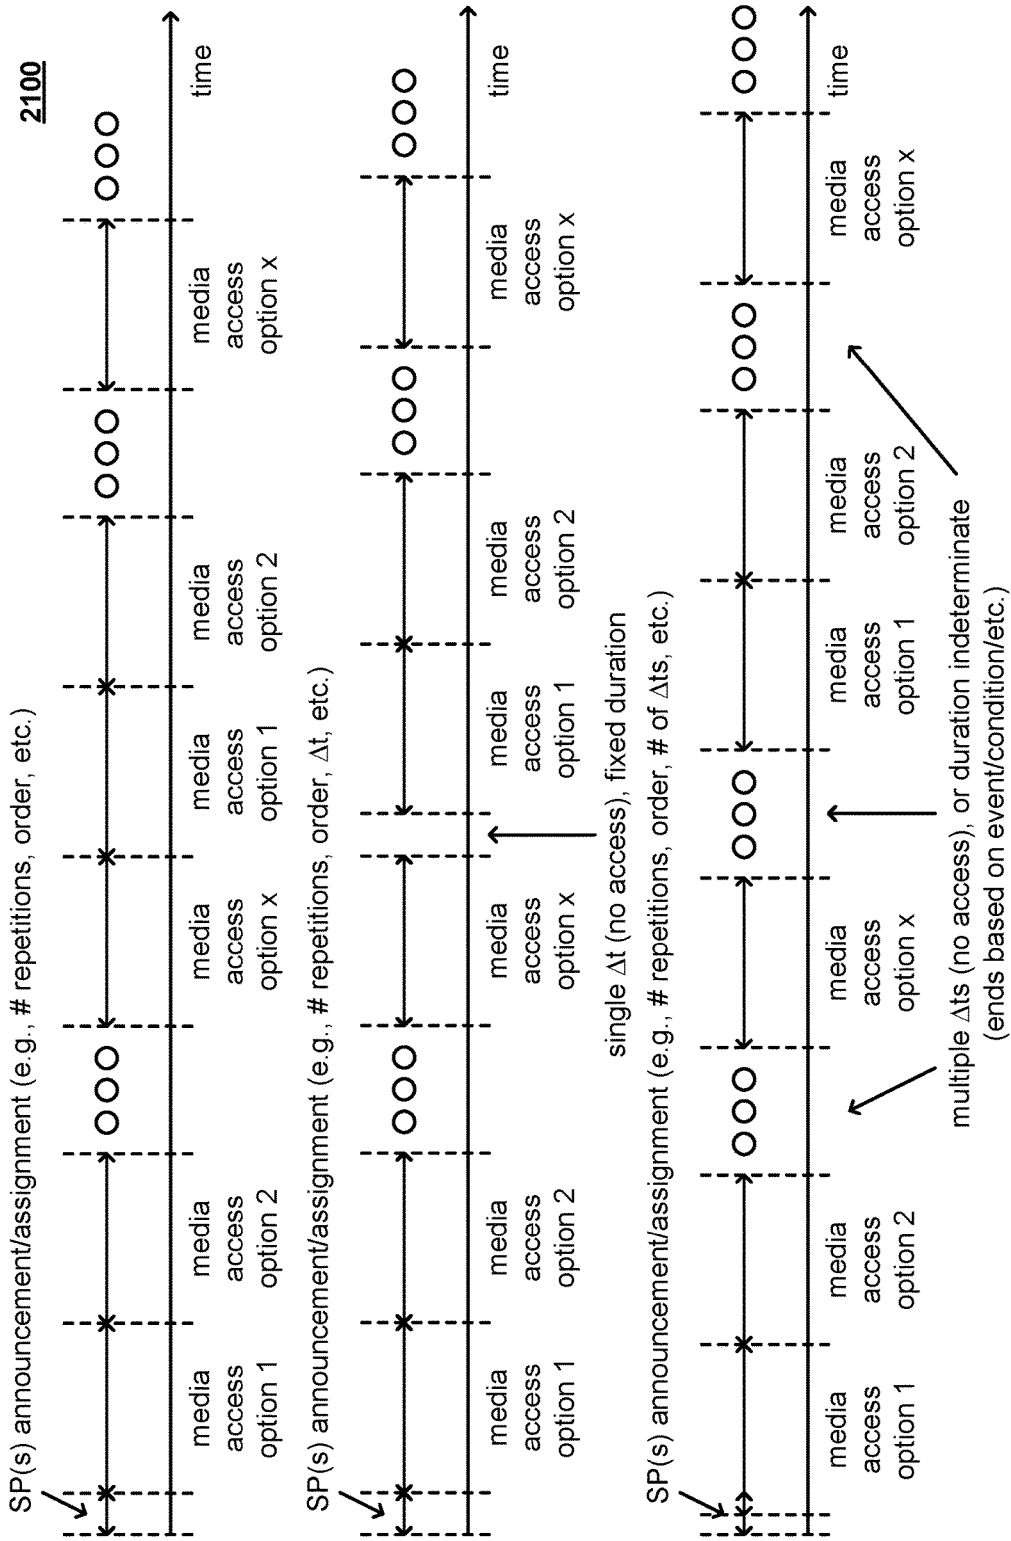 2100
SP(s) announcement/assignment (e.g., # repetitions, order, etc.)
media
access
option 1
media
access
option 2
media
access
option x
media
access
option 1
media
access
option 2
media
access
option x
time
SP(s) announcement/assignment (e.g., # repetitions, order, Δt, etc.)
media
access
option 1
media
access
option 2
media
access
option x
media
access
option 1
media
access
option 2
media
access
option x
time
single Δt (no access), fixed duration
SP(s) announcement/assignment (e.g., # repetitions, order, # of Δts, etc.)
media
access
option 1
media
access
option 2
media
access
option x
media
access
option 1
media
access
option 2
media
access
option x
time
multiple Δts (no access), or duration indeterminate
(ends based on event/condition/etc.)